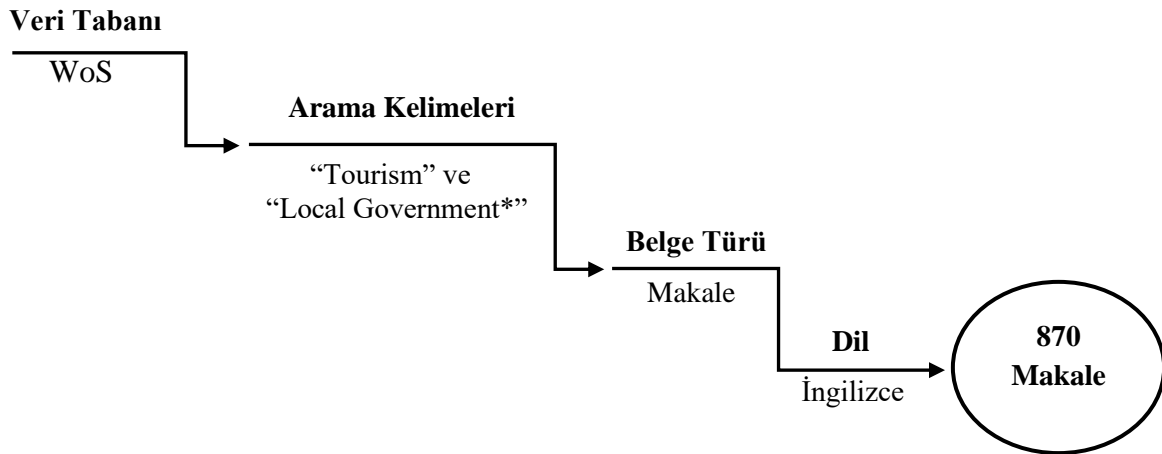 Veri Tabanı
WoS
Arama Kelimeleri
“Tourism” ve
“Local Government*”
Belge Türü
Makale
Dil
İngilizce
870
Makale